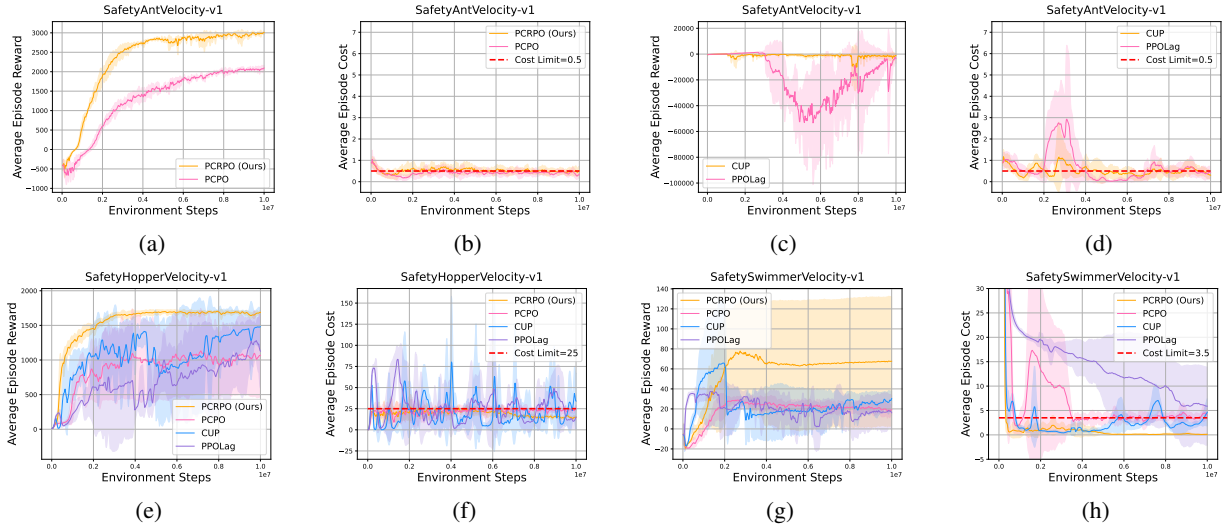 SafetyAntVelocity-v1
Average Episode Reward
3000
2500
2000
1500
1000
500
0
−500
−1000
PCRPO (Ours)
PCPO
0.0 0.2 0.4 0.6 0.8 1.0
1e7
Environment Steps
(a)
SafetyAntVelocity-v1
Average Episode Cost
7
6
5
4
3
2
1
0
PCRPO (Ours)
PCPO
Cost Limit=0.5
0.0 0.2 0.4 0.6 0.8 1.0
1e7
Environment Steps
(b)
SafetyAntVelocity-v1
Average Episode Reward
20000
0
−20000
−40000
−60000
−80000
−100000
CUP
PPOLag
0.0 0.2 0.4 0.6 0.8 1.0
1e7
Environment Steps
(c)
SafetyAntVelocity-v1
Average Episode Cost
7
6
5
4
3
2
1
0
CUP
PPOLag
Cost Limit=0.5
0.0 0.2 0.4 0.6 0.8 1.0
1e7
Environment Steps
(d)
SafetyHopperVelocity-v1
Average Episode Reward
2000
1500
1000
500
0
PCRPO (Ours)
PCPO
CUP
PPOLag
0.0 0.2 0.4 0.6 0.8 1.0
1e7
Environment Steps
(e)
SafetyHopperVelocity-v1
Average Episode Cost
150
125
100
75
50
25
0
−25
PCRPO (Ours)
PCPO
CUP
PPOLag
Cost Limit=25
0.0 0.2 0.4 0.6 0.8 1.0
1e7
Environment Steps
(f)
SafetySwimmerVelocity-v1
Average Episode Reward
140
120
100
80
60
40
20
0
−20
PCRPO (Ours)
PCPO
CUP
PPOLag
0.0 0.2 0.4 0.6 0.8 1.0
1e7
Environment Steps
(g)
SafetySwimmerVelocity-v1
Average Episode Cost
30
25
20
15
10
5
0
−5
PCRPO (Ours)
PCPO
CUP
PPOLag
Cost Limit=3.5
0.0 0.2 0.4 0.6 0.8 1.0
1e7
Environment Steps
(h)